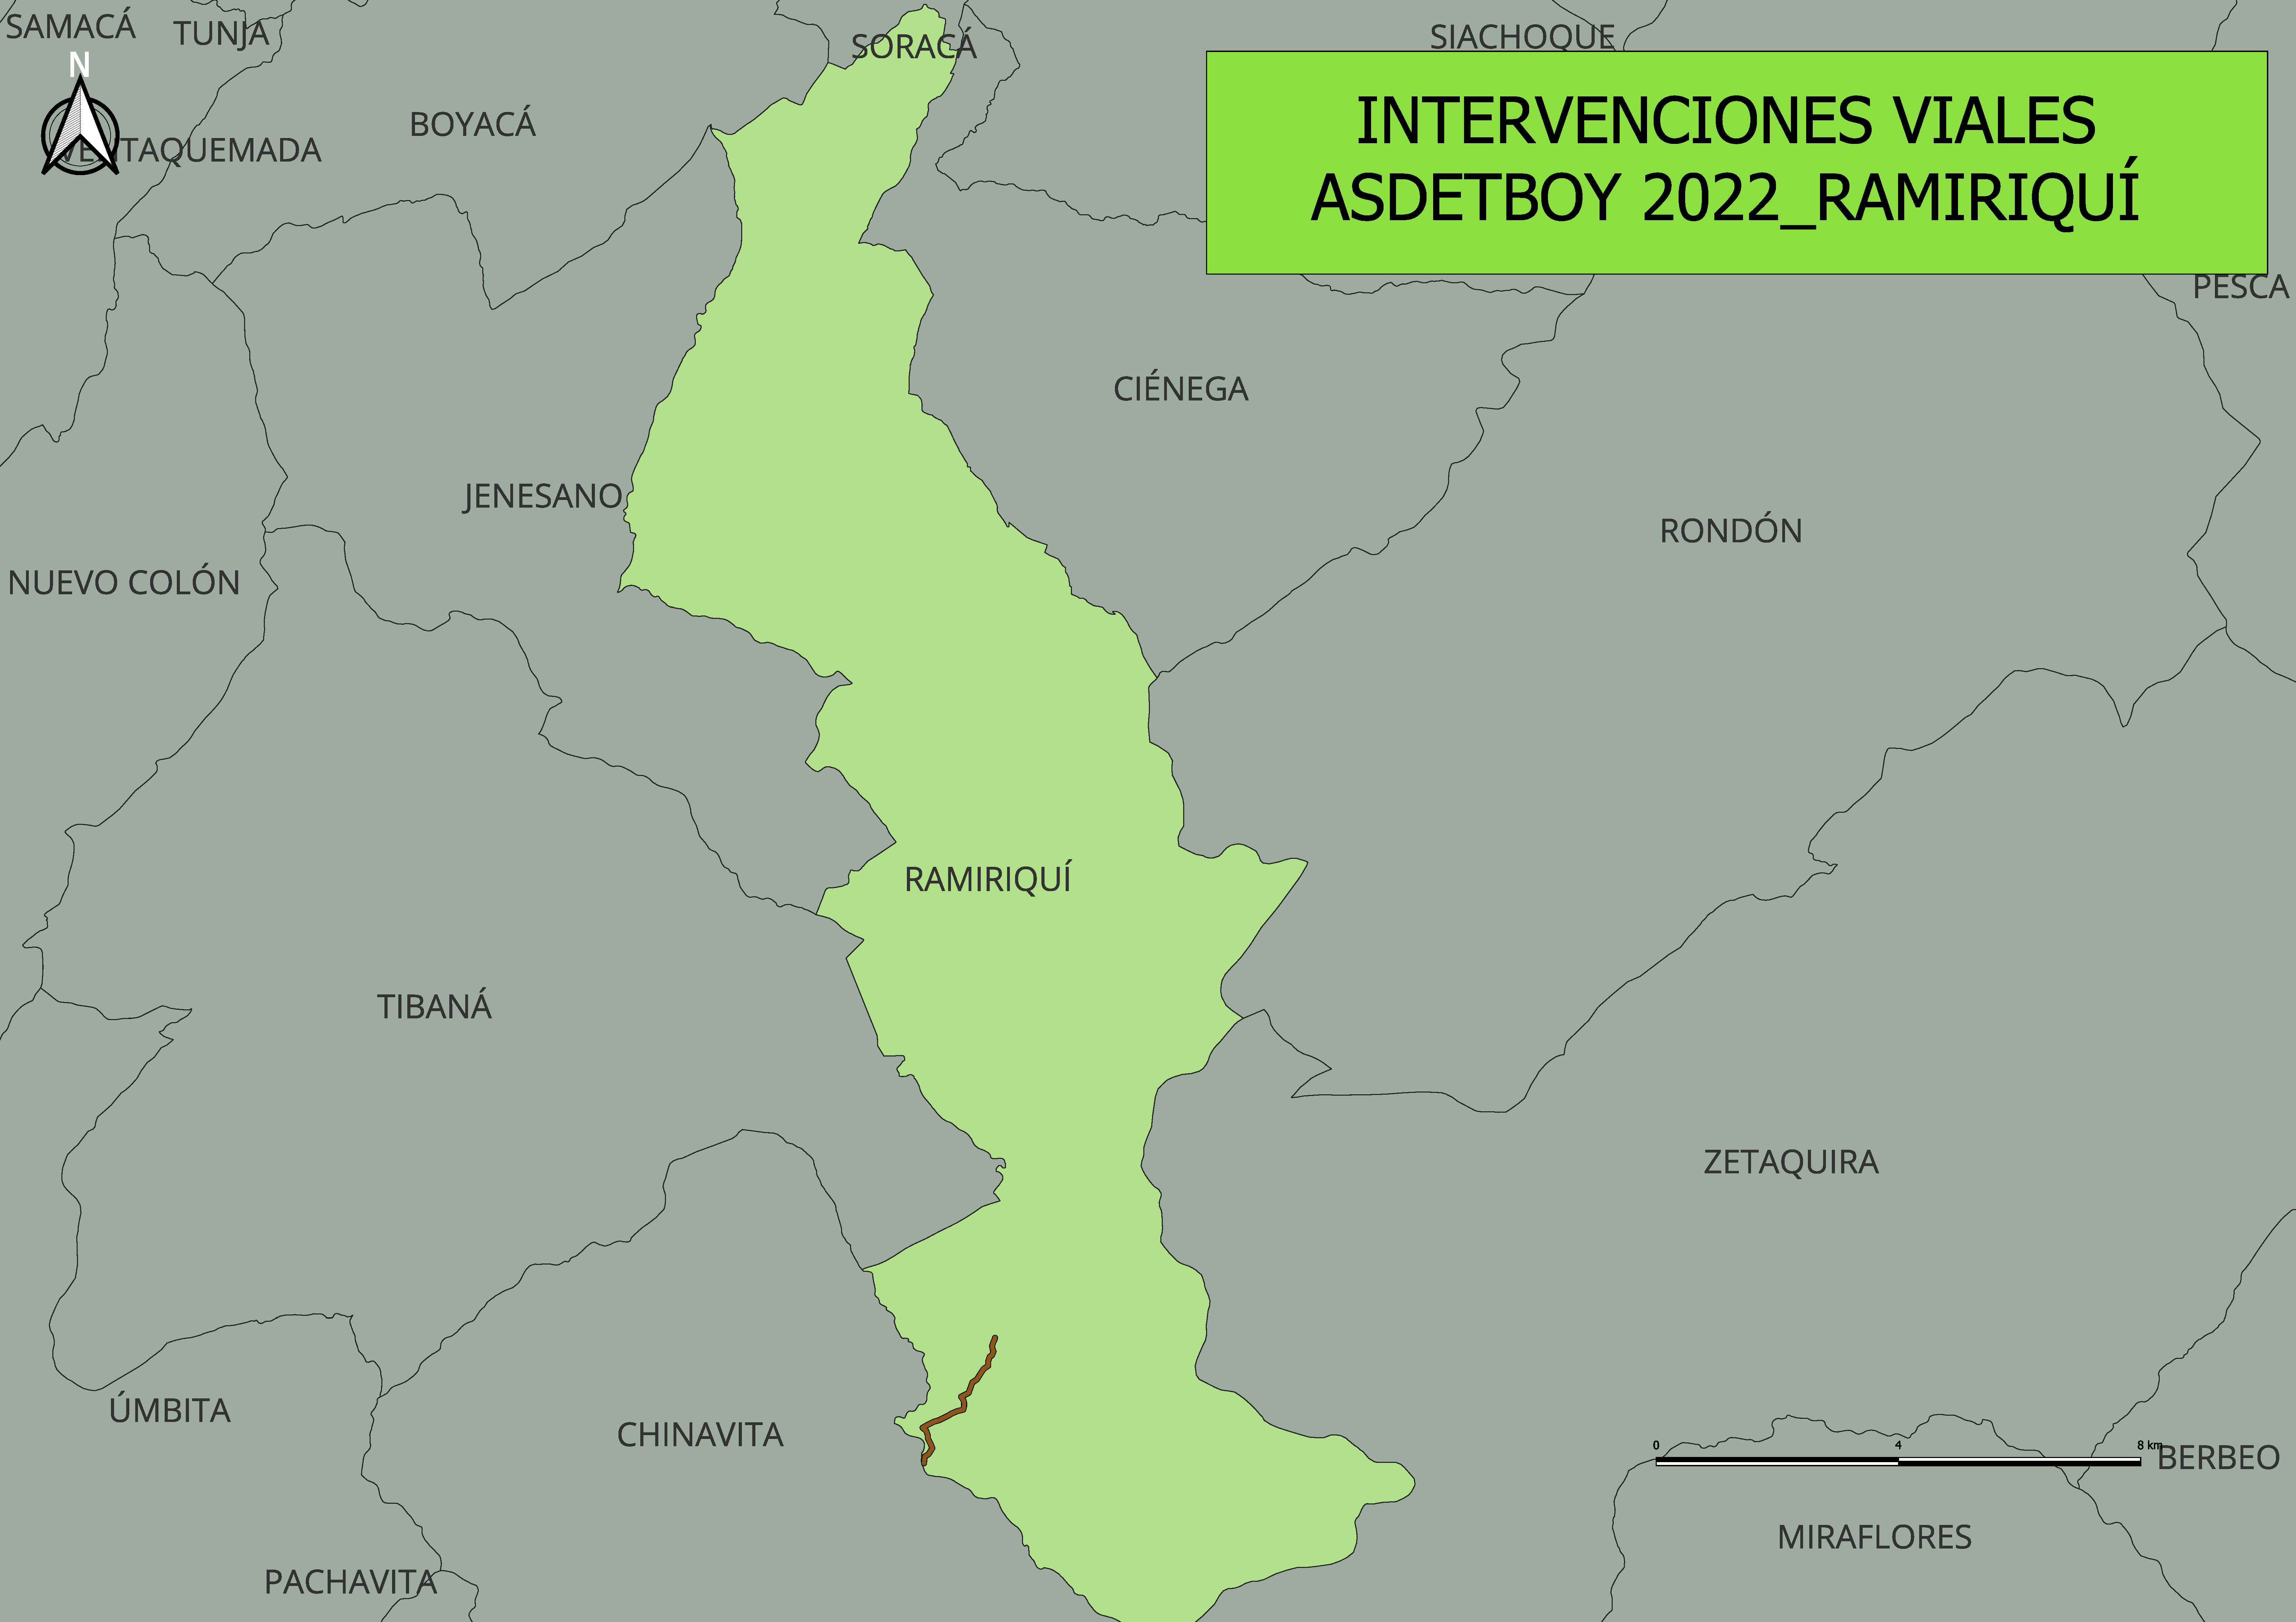 SAMACÁ
TUNJA
SORACÁ
SIACHOQUE
N
INTERVENCIONES VIALES
ASDETBOY 2022_RAMIRIQUÍ
BOYACÁ
VENTAQUEMADA
PESCA
CIÉNEGA
JENESANO
RONDÓN
NUEVO COLÓN
RAMIRIQUÍ
TIBANÁ
ZETAQUIRA
ÚMBITA
CHINAVITA
0 4 8 km
BERBEO
MIRAFLORES
PACHAVITA